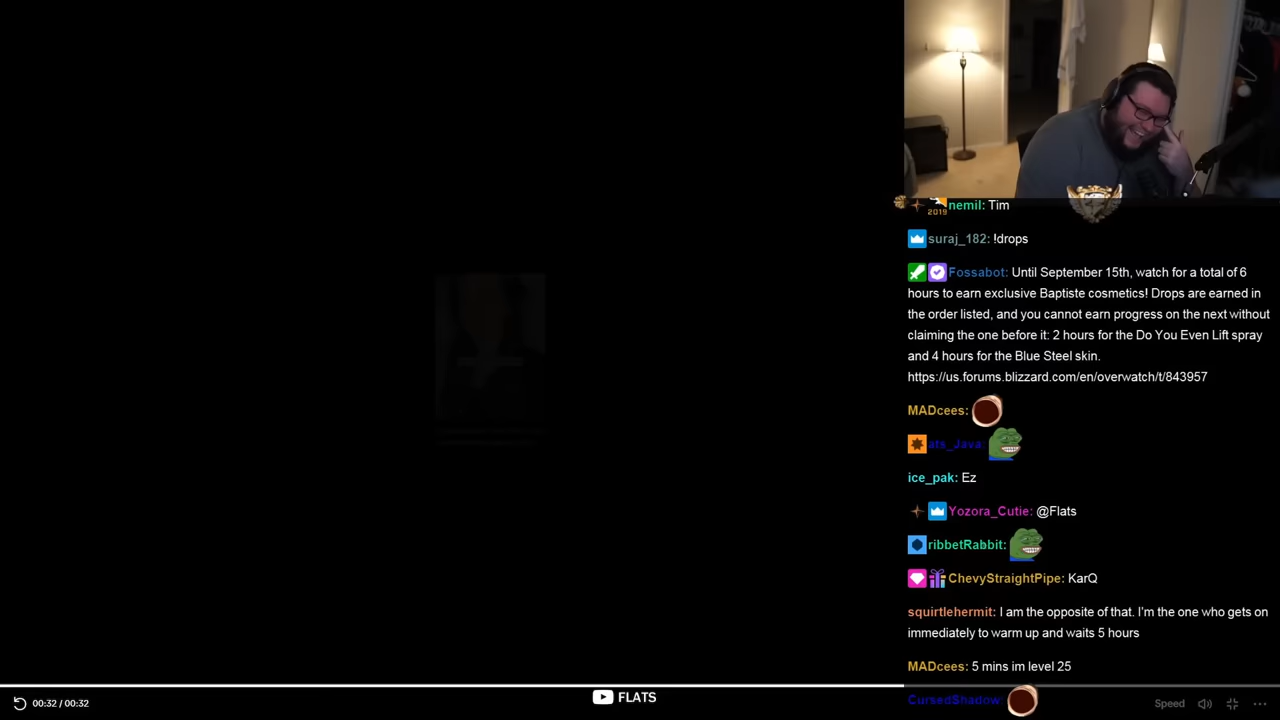 2019 nemil: Tim
suraj_182: !drops
Fossabot: Until September 15th, watch for a total of 6
hours to earn exclusive Baptiste cosmetics! Drops are earned in
the order listed, and you cannot earn progress on the next without
claiming the one before it: 2 hours for the Do You Even Lift spray
and 4 hours for the Blue Steel skin.
https://us.forums.blizzard.com/en/overwatch/t/843957
MADcees:
ats_Java:
ice_pak: Ez
Yozora_Cutie: @Flats
ribbetRabbit:
ChevyStraightPipe: KarQ
squirtlehermit: I am the opposite of that. I'm the one who gets on
immediately to warm up and waits 5 hours
MADcees: 5 mins im level 25
CursedShadow:
00:32 / 00:32
FLATS
Speed